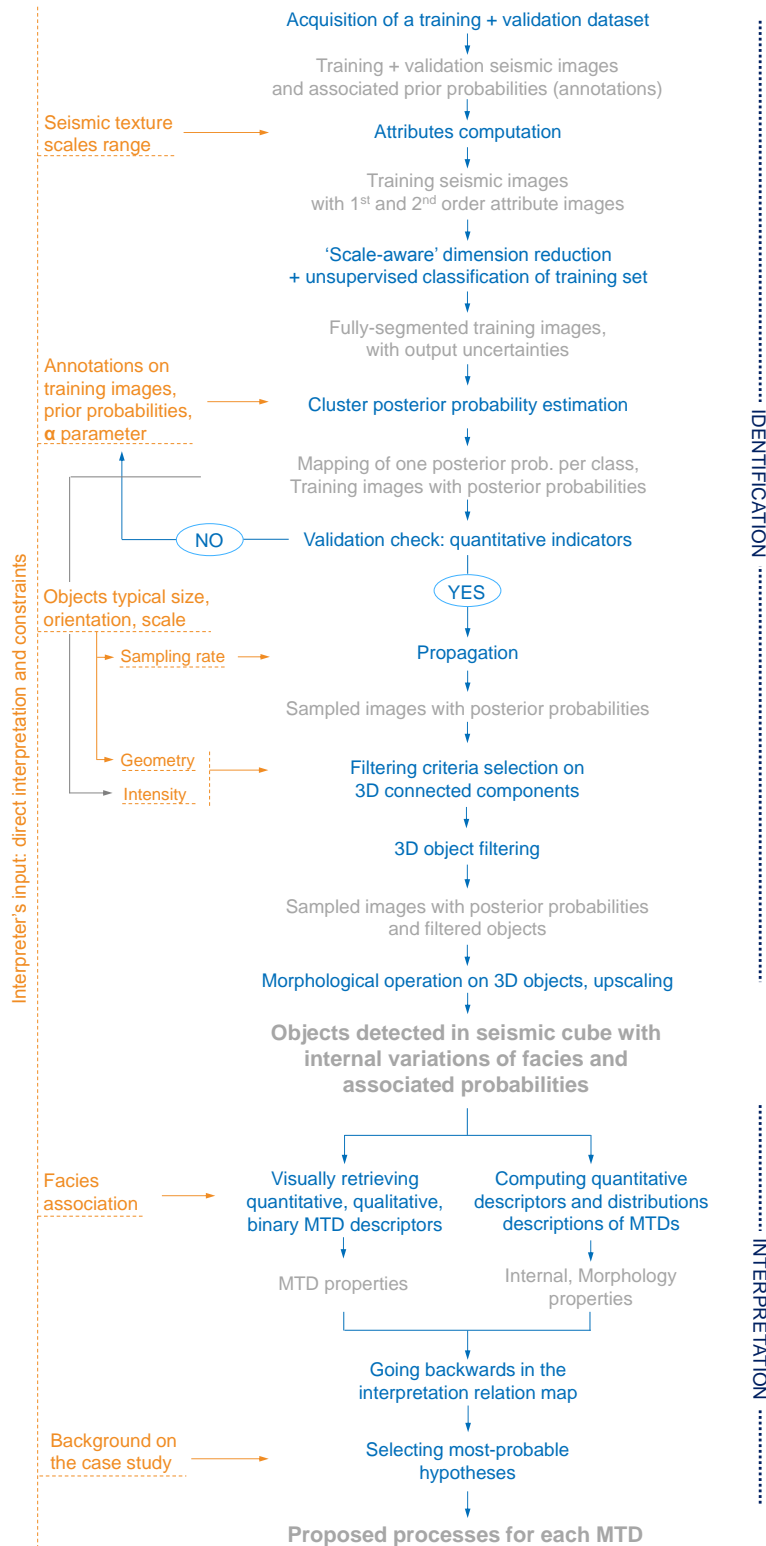 Acquisition of a training + validation dataset
Training + validation seismic images
and associated prior probabilities (annotations)
Seismic texture
scales range
Attributes computation
Training seismic images
with 1st and 2nd order attribute images
‘Scale-aware’ dimension reduction
+ unsupervised classification of training set
Fully-segmented training images,
with output uncertainties
Annotations on
training images,
prior probabilities,
α parameter
Cluster posterior probability estimation
Mapping of one posterior prob. per class,
Training images with posterior probabilities
NO
Validation check: quantitative indicators
YES
Objects typical size,
orientation, scale
Sampling rate
Propagation
Sampled images with posterior probabilities
Geometry
Intensity
Filtering criteria selection on
3D connected components
3D object filtering
Sampled images with posterior probabilities
and filtered objects
Morphological operation on 3D objects, upscaling
Objects detected in seismic cube with
internal variations of facies and
associated probabilities
Facies
association
Visually retrieving
quantitative, qualitative,
binary MTD descriptors
Computing quantitative
descriptors and distributions
descriptions of MTDs
MTD properties
Internal, Morphology
properties
Going backwards in the
interpretation relation map
Background on
the case study
Selecting most-probable
hypotheses
Proposed processes for each MTD
Interpreter's input: direct interpretation and constraints
IDENTIFICATION
INTERPRETATION